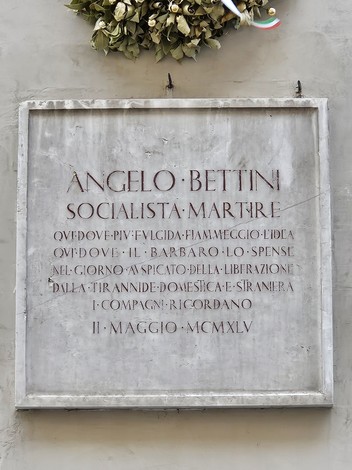 ANGELO · BETTINI
SOCIALISTA · MARTIRE
QVI·DOVE·PIV'·FVLGIDA·FIAMMEGGIO·L'IDEA
QVI·DOVE · IL · BARBARO · LO · SPENSE
NEL·GIORNO·AVSPICATO·DELLA·LIBERAZIONE
DALLA·TIRANNIDE·DOMESTICA·E·STRANIERA
I·COMPAGNI·RICORDANO
II·MAGGIO·MCMXLV